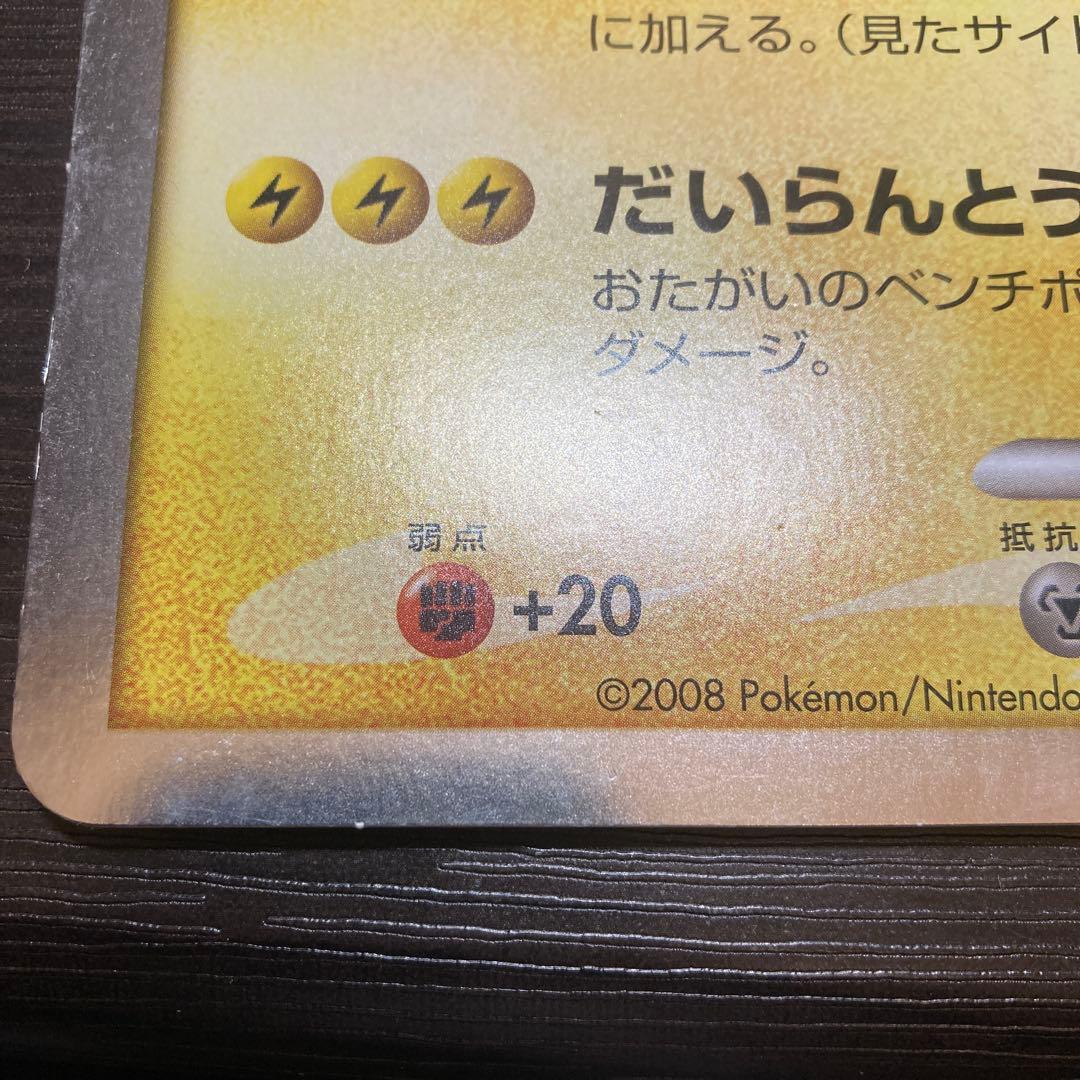 に加える。(見たサイド
だいらんとう
おたがいのベンチポ
ダメージ。
弱点
抵抗
+20
©2008 Pokémon/Nintendo